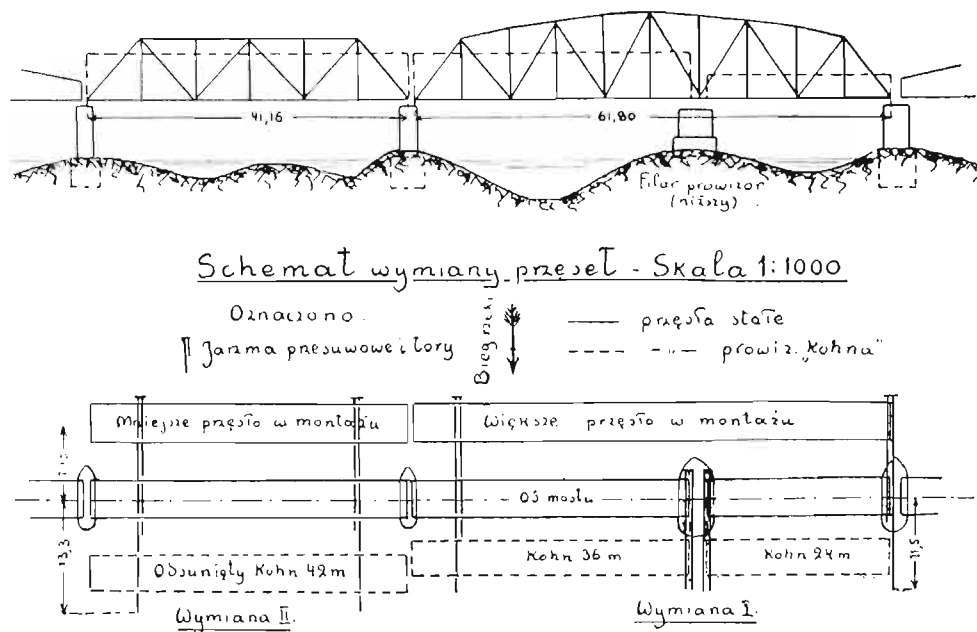 41,16
61,80
Filar prowizor
(niższy).
Schemat wymiany przęseł - Skala 1:1000
Oznaczono.
Jarzma przesuwowe i tory
Bieg rzeki
przęsła stałe
-"- prowiz. „Kohna"
Mniejsze przęsło w montażu
Większe przęsło w montażu
Oś mostu
13,3
11,5
Kohn 36 m
Kohn 24 m
Odsunięty Kohn 42 m
Wymiana II.
Wymiana I.